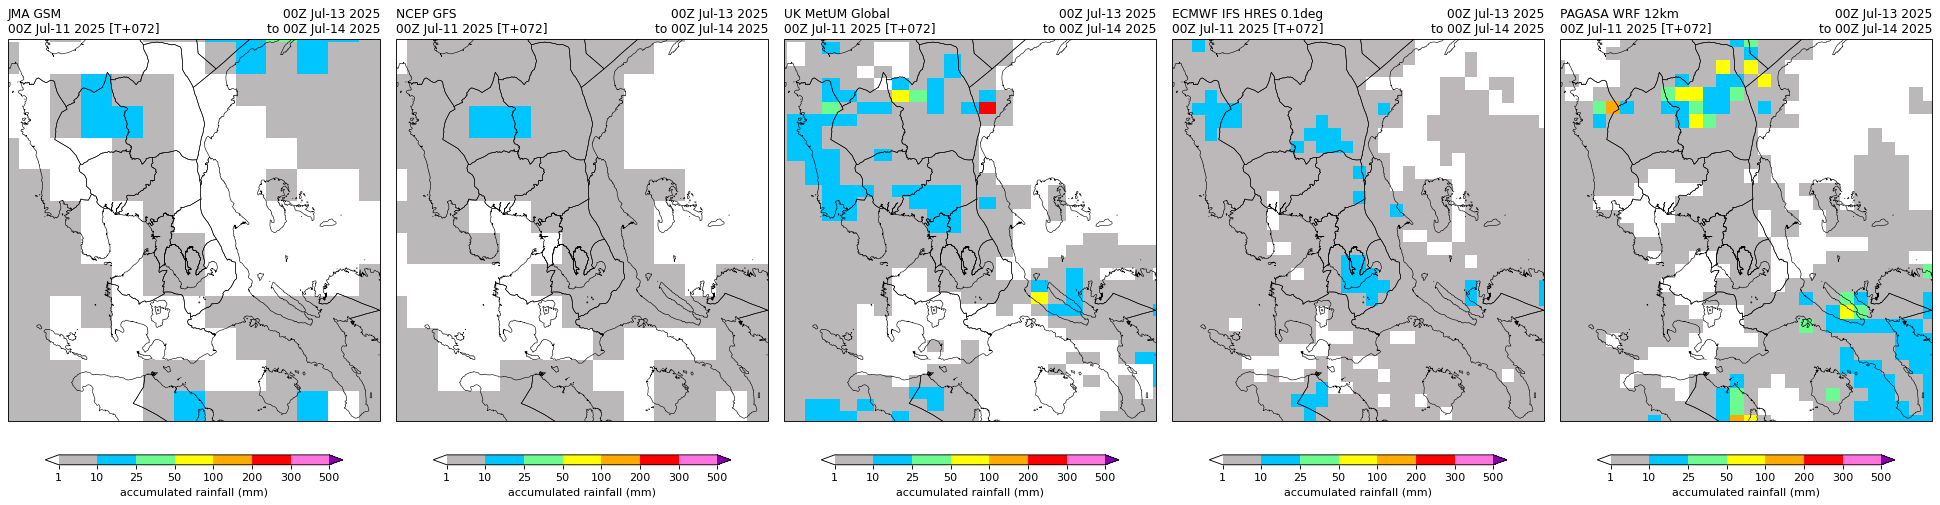 JMA GSM 00Z Jul-13 2025
00Z Jul-11 2025 [T+072] to 00Z Jul-14 2025
1 10 25 50 100 200 300 500
accumulated rainfall (mm)
NCEP GFS 00Z Jul-13 2025
00Z Jul-11 2025 [T+072] to 00Z Jul-14 2025
1 10 25 50 100 200 300 500
accumulated rainfall (mm)
UK MetUM Global 00Z Jul-13 2025
00Z Jul-11 2025 [T+072] to 00Z Jul-14 2025
1 10 25 50 100 200 300 500
accumulated rainfall (mm)
ECMWF IFS HRES 0.1deg 00Z Jul-13 2025
00Z Jul-11 2025 [T+072] to 00Z Jul-14 2025
1 10 25 50 100 200 300 500
accumulated rainfall (mm)
PAGASA WRF 12km 00Z Jul-13 2025
00Z Jul-11 2025 [T+072] to 00Z Jul-14 2025
1 10 25 50 100 200 300 500
accumulated rainfall (mm)